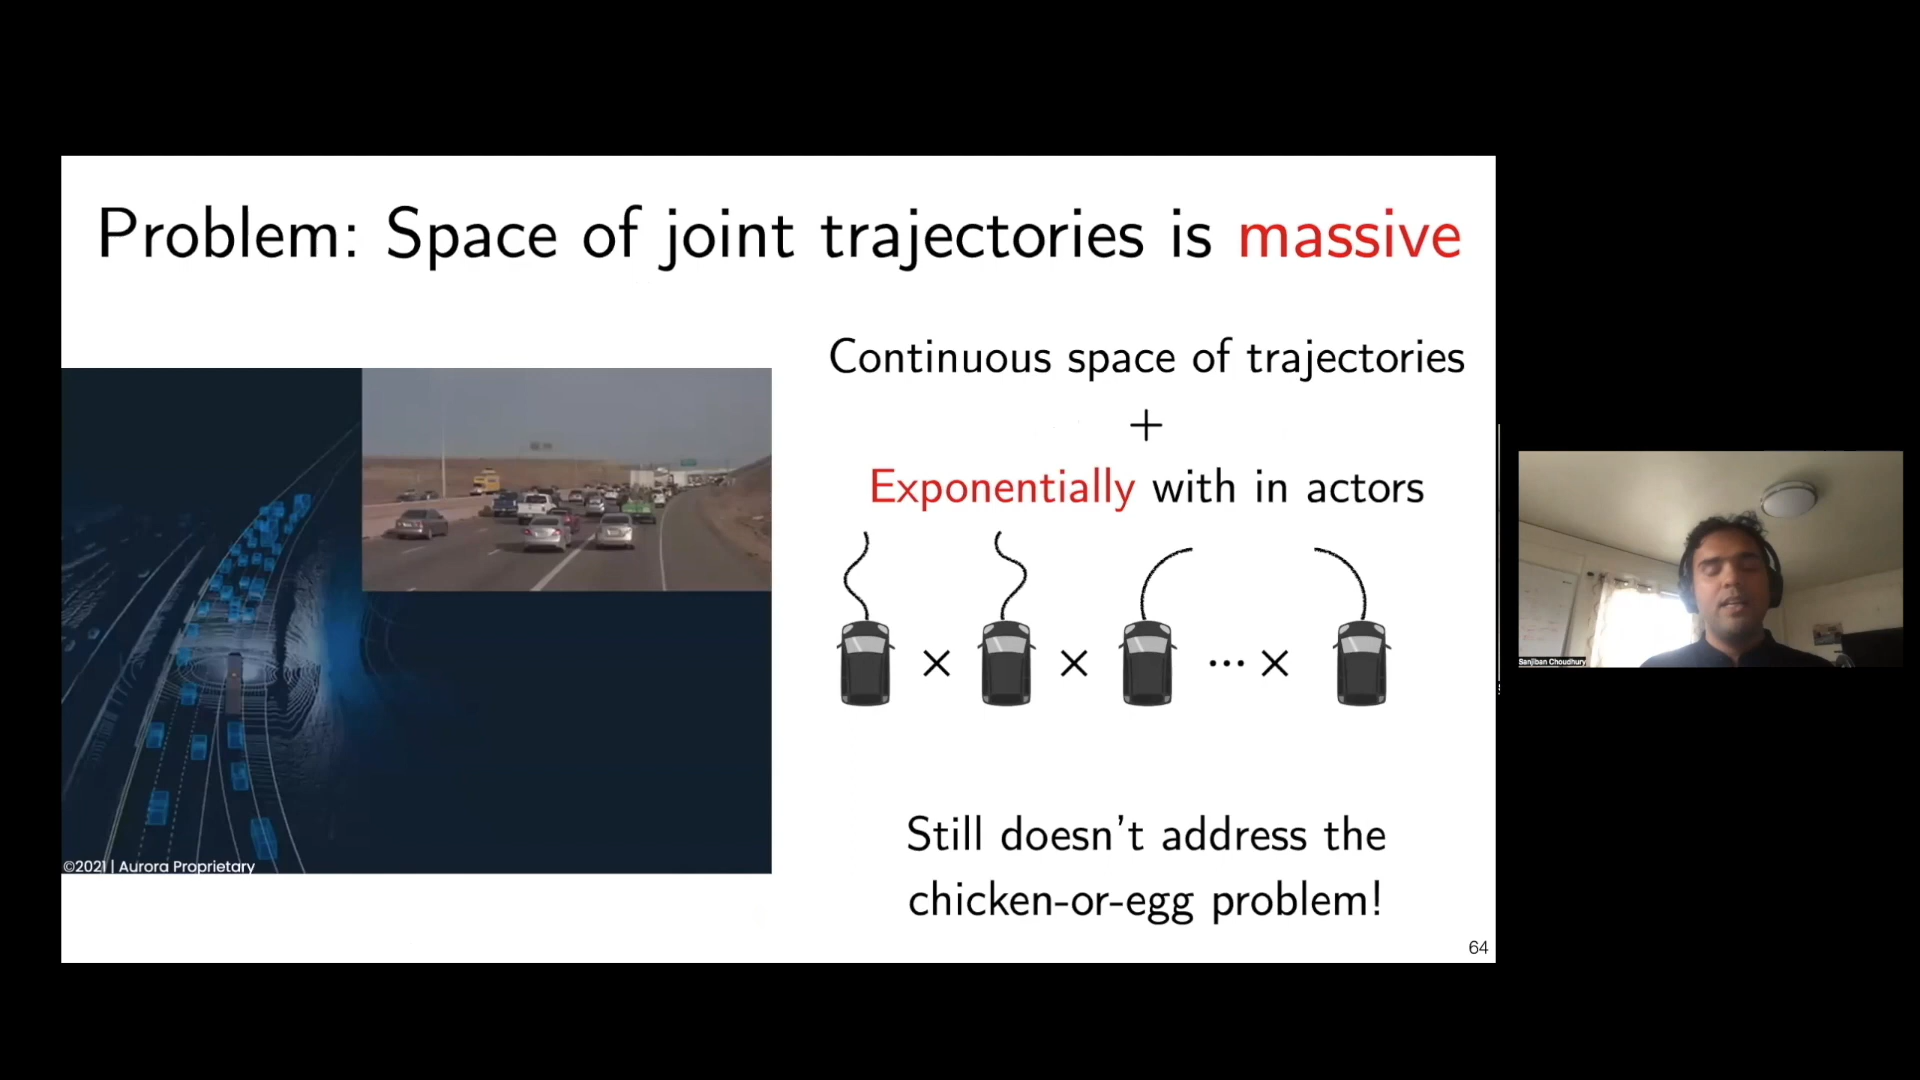 Problem: Space of joint trajectories is massive
Continuous space of trajectories
+
Exponentially with in actors
× × ... ×
Still doesn't address the
chicken-or-egg problem!
©2021 | Aurora Proprietary
64
Sanjiban Choudhury